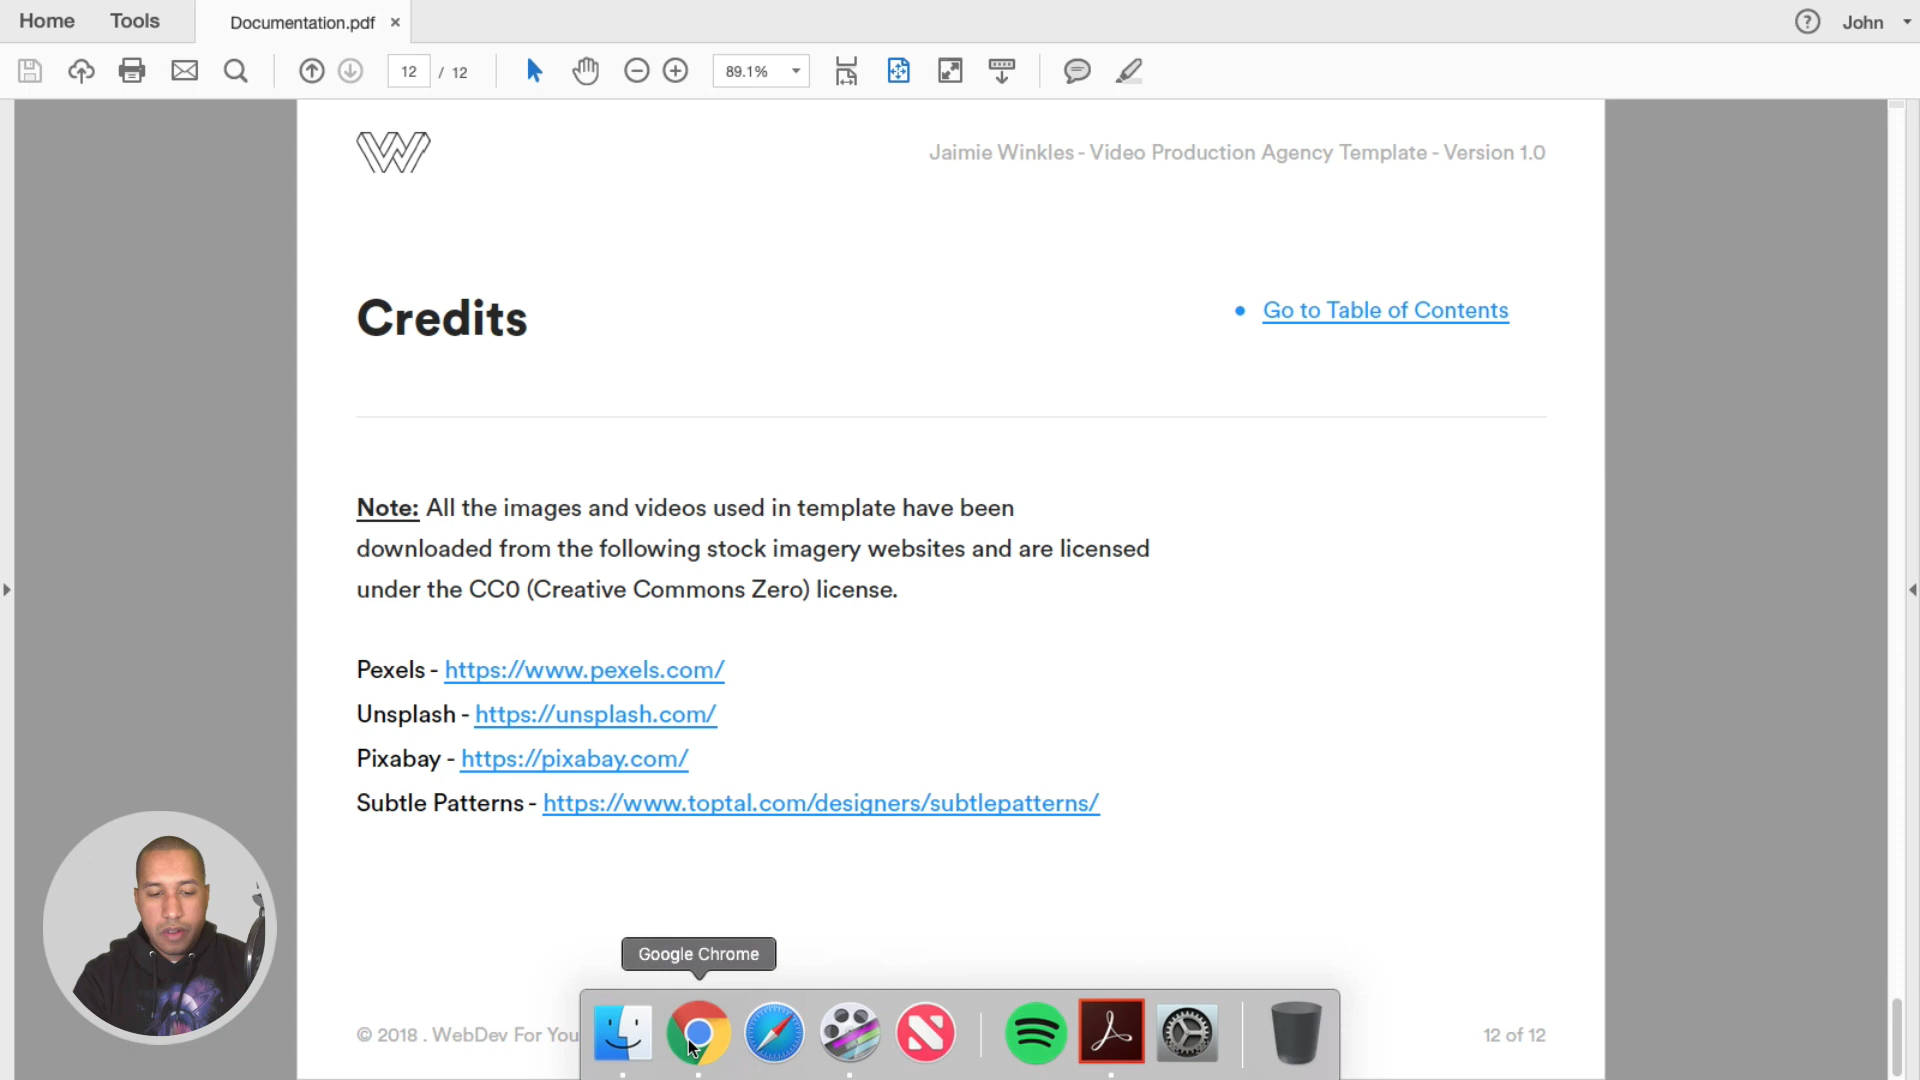 Home Tools Documentation.pdf × ? John
12 / 12 89.1%
Jaimie Winkles - Video Production Agency Template - Version 1.0
Credits
• Go to Table of Contents
Note: All the images and videos used in template have been
downloaded from the following stock imagery websites and are licensed
under the CC0 (Creative Commons Zero) license.
Pexels - https://www.pexels.com/
Unsplash - https://unsplash.com/
Pixabay - https://pixabay.com/
Subtle Patterns - https://www.toptal.com/designers/subtlepatterns/
Google Chrome
© 2018 . WebDev For You
12 of 12